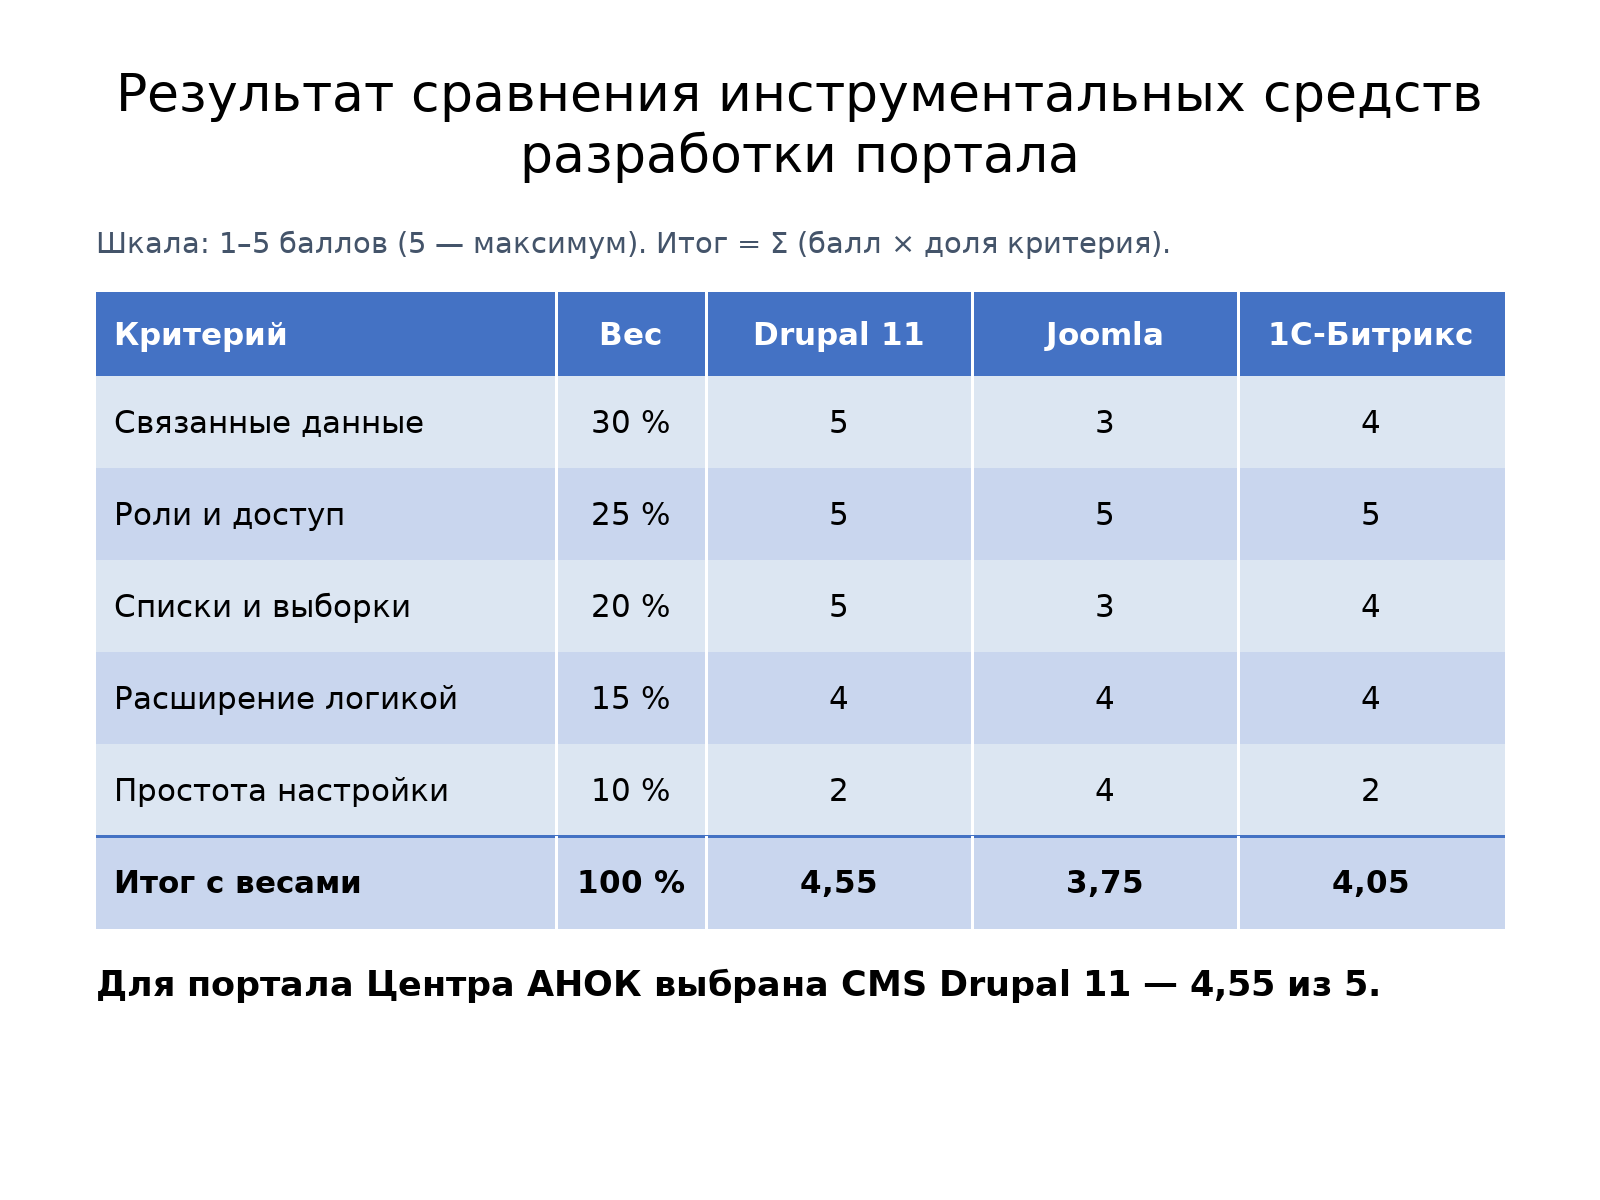 Результат сравнения инструментальных средств
разработки портала
Шкала: 1–5 баллов (5 — максимум). Итог = Σ (балл × доля критерия).
Критерий Вес Drupal 11 Joomla 1С-Битрикс
Связанные данные 30 % 5 3 4
Роли и доступ 25 % 5 5 5
Списки и выборки 20 % 5 3 4
Расширение логикой 15 % 4 4 4
Простота настройки 10 % 2 4 2
Итог с весами 100 % 4,55 3,75 4,05
Для портала Центра АНОК выбрана CMS Drupal 11 — 4,55 из 5.